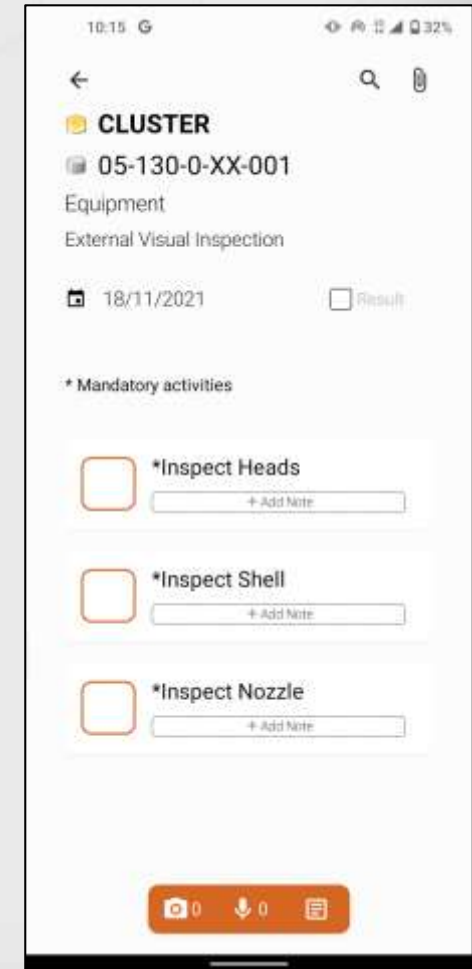 10:15 G 32%
CLUSTER
05-130-0-XX-001
Equipment
External Visual Inspection
18/11/2021 Result
* Mandatory activities
*Inspect Heads
+ Add Note
*Inspect Shell
+ Add Note
*Inspect Nozzle
+ Add Note
0 0